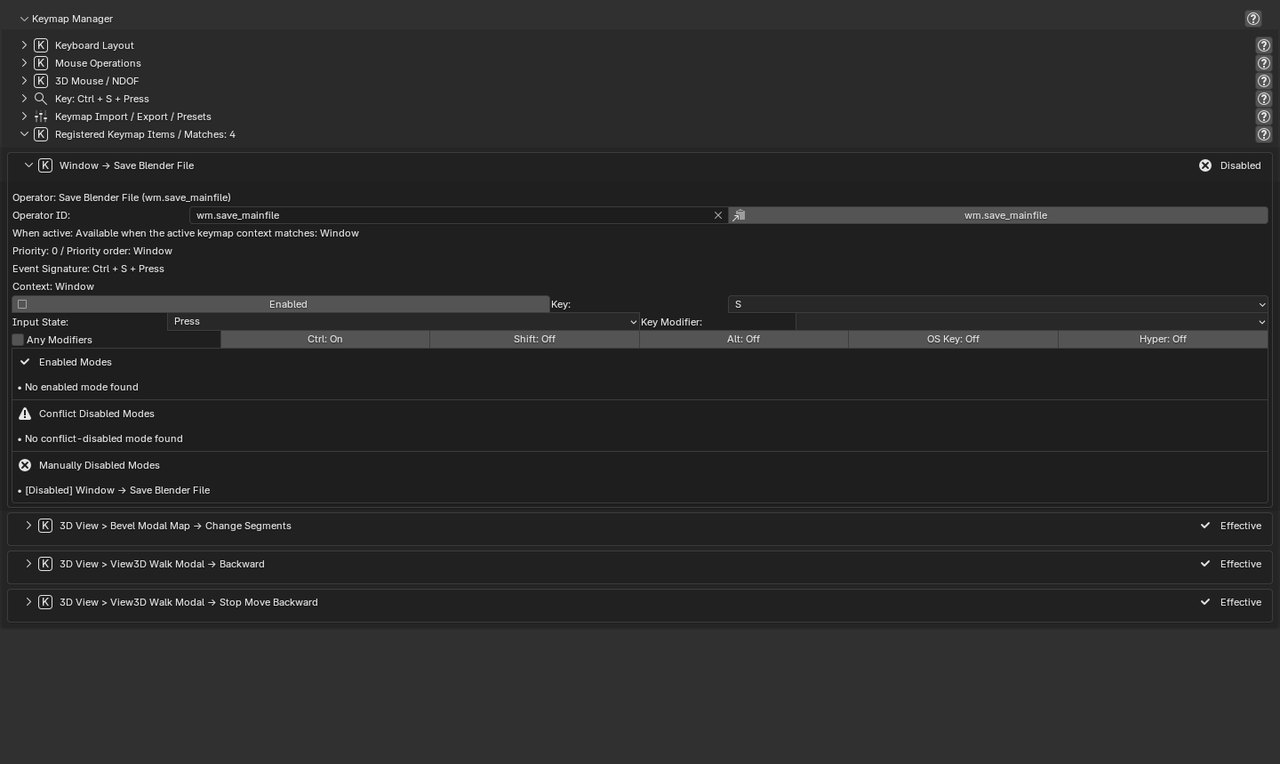 Keymap Manager
Keyboard Layout
Mouse Operations
3D Mouse / NDOF
Key: Ctrl + S + Press
Keymap Import / Export / Presets
Registered Keymap Items / Matches: 4
Window → Save Blender File Disabled
Operator: Save Blender File (wm.save_mainfile)
Operator ID: wm.save_mainfile wm.save_mainfile
When active: Available when the active keymap context matches: Window
Priority: 0 / Priority order: Window
Event Signature: Ctrl + S + Press
Context: Window
Enabled Key: S
Input State: Press Key Modifier:
Any Modifiers Ctrl: On Shift: Off Alt: Off OS Key: Off Hyper: Off
Enabled Modes
• No enabled mode found
Conflict Disabled Modes
• No conflict-disabled mode found
Manually Disabled Modes
• [Disabled] Window → Save Blender File
3D View > Bevel Modal Map → Change Segments Effective
3D View > View3D Walk Modal → Backward Effective
3D View > View3D Walk Modal → Stop Move Backward Effective